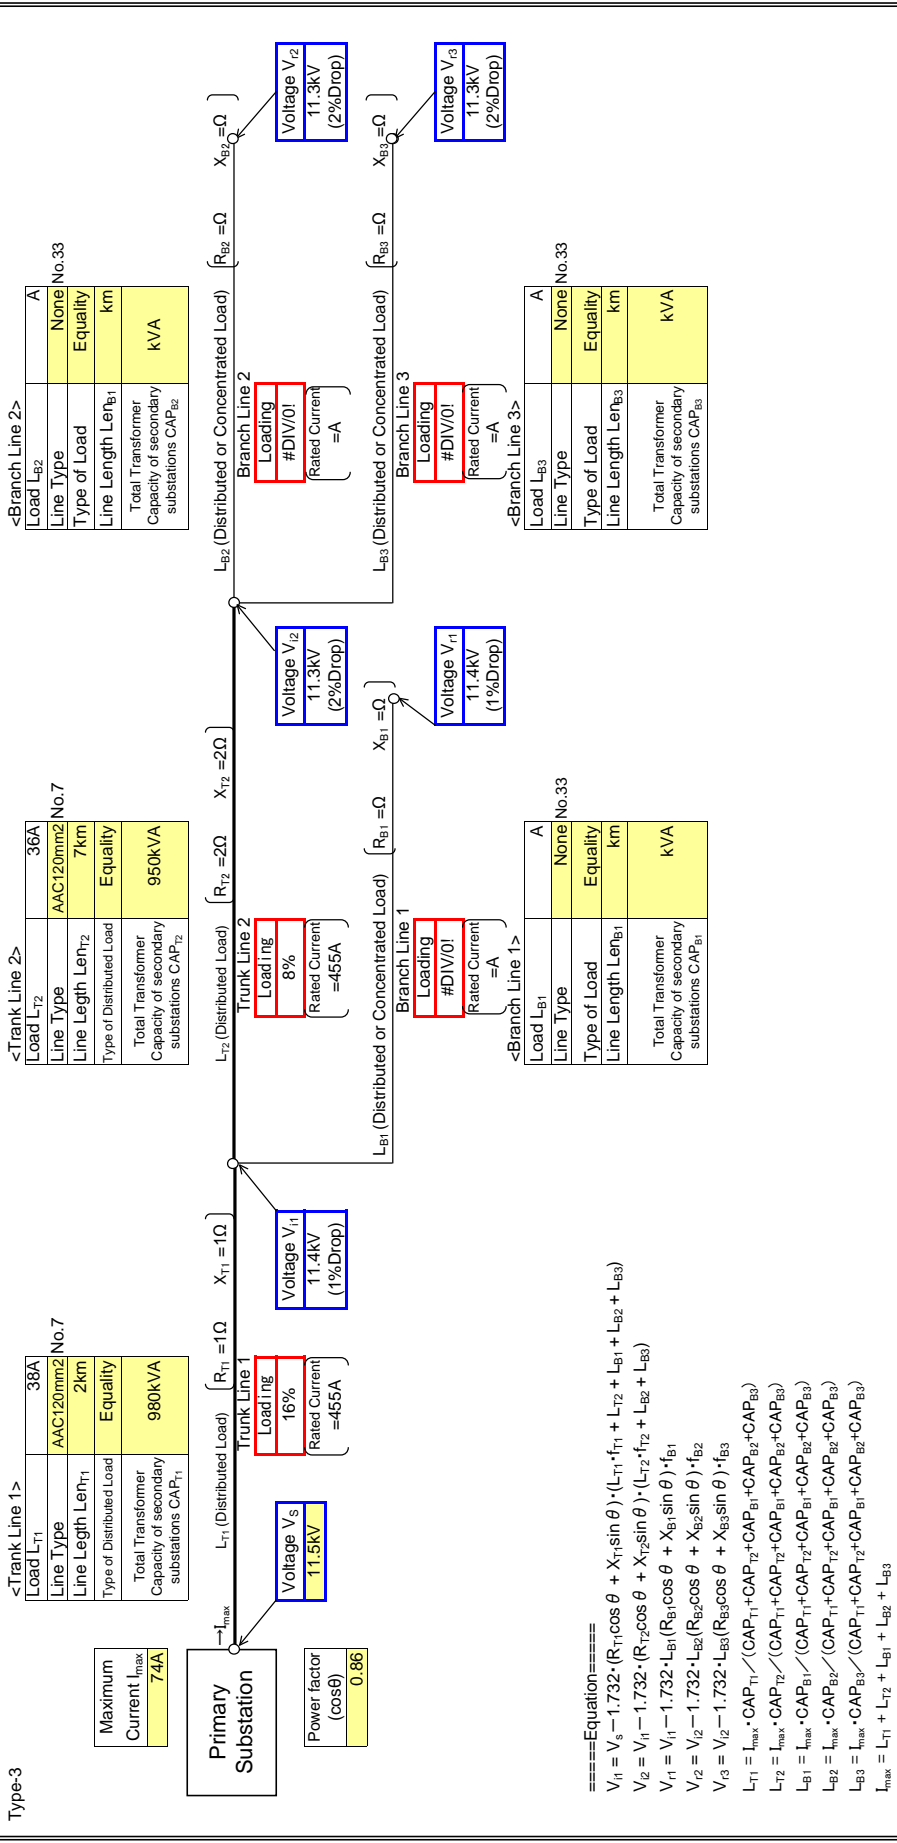 Type-3
Maximum
Current Imax
74A
Primary
Substation
Power factor
(cosθ)
0.86
→Imax
Voltage VS
11.5kV
<Trank Line 1>
Load LT1 38A
Line Type AAC120mm2 No.7
Line Legth LenT1 2km
Type of Distributed Load Equality
Total Transformer
Capacity of secondary
substations CAPT1
980kVA
LT1 (Distributed Load) (RT1 =1Ω XT1 =1Ω)
Trunk Line 1
Loading
16%
Rated Current
=455A
Voltage Vi1
11.4kV
(1%Drop)
<Trank Line 2>
Load LT2 36A
Line Type AAC120mm2 No.7
Line Legth LenT2 7km
Type of Distributed Load Equality
Total Transformer
Capacity of secondary
substations CAPT2
950kVA
LT2 (Distributed Load) (RT2 =2Ω XT2 =2Ω)
Trunk Line 2
Loading
8%
Rated Current
=455A
Voltage Vi2
11.3kV
(2%Drop)
LB1 (Distributed or Concentrated Load) (RB1 =Ω XB1 =Ω)
Branch Line 1
Loading
#DIV/0!
Rated Current
=A
Voltage Vr1
11.4kV
(1%Drop)
<Branch Line 1>
Load LB1 A
Line Type None No.33
Type of Load Equality
Line Length LenB1 km
Total Transformer
Capacity of secondary
substations CAPB1
kVA
<Branch Line 2>
Load LB2 A
Line Type None No.33
Type of Load Equality
Line Length LenB1 km
Total Transformer
Capacity of secondary
substations CAPB2
kVA
LB2 (Distributed or Concentrated Load) (RB2 =Ω XB2 =Ω)
Branch Line 2
Loading
#DIV/0!
Rated Current
=A
Voltage Vr2
11.3kV
(2%Drop)
LB3 (Distributed or Concentrated Load) (RB3 =Ω XB3 =Ω)
Branch Line 3
Loading
#DIV/0!
Rated Current
=A
Voltage Vr3
11.3kV
(2%Drop)
<Branch Line 3>
Load LB3 A
Line Type None No.33
Type of Load Equality
Line Length LenB3 km
Total Transformer
Capacity of secondary
substations CAPB3
kVA
=====Equation=====
Vi1 = Vs－1.732・(RT1cos θ + XT1sin θ)・(LT1・fT1 + LT2 + LB1 + LB2 + LB3)
Vi2 = Vi1－1.732・(RT2cos θ + XT2sin θ)・(LT2・fT2 + LB2 + LB3)
Vr1 = Vi1－1.732・LB1(RB1cos θ + XB1sin θ)・fB1
Vr2 = Vi2－1.732・LB2(RB2cos θ + XB2sin θ)・fB2
Vr3 = Vi2－1.732・LB3(RB3cos θ + XB3sin θ)・fB3
LT1 = Imax・CAPT1／(CAPT1+CAPT2+CAPB1+CAPB2+CAPB3)
LT2 = Imax・CAPT2／(CAPT1+CAPT2+CAPB1+CAPB2+CAPB3)
LB1 = Imax・CAPB1／(CAPT1+CAPT2+CAPB1+CAPB2+CAPB3)
LB2 = Imax・CAPB2／(CAPT1+CAPT2+CAPB1+CAPB2+CAPB3)
LB3 = Imax・CAPB3／(CAPT1+CAPT2+CAPB1+CAPB2+CAPB3)
Imax = LT1 + LT2 + LB1 + LB2 + LB3